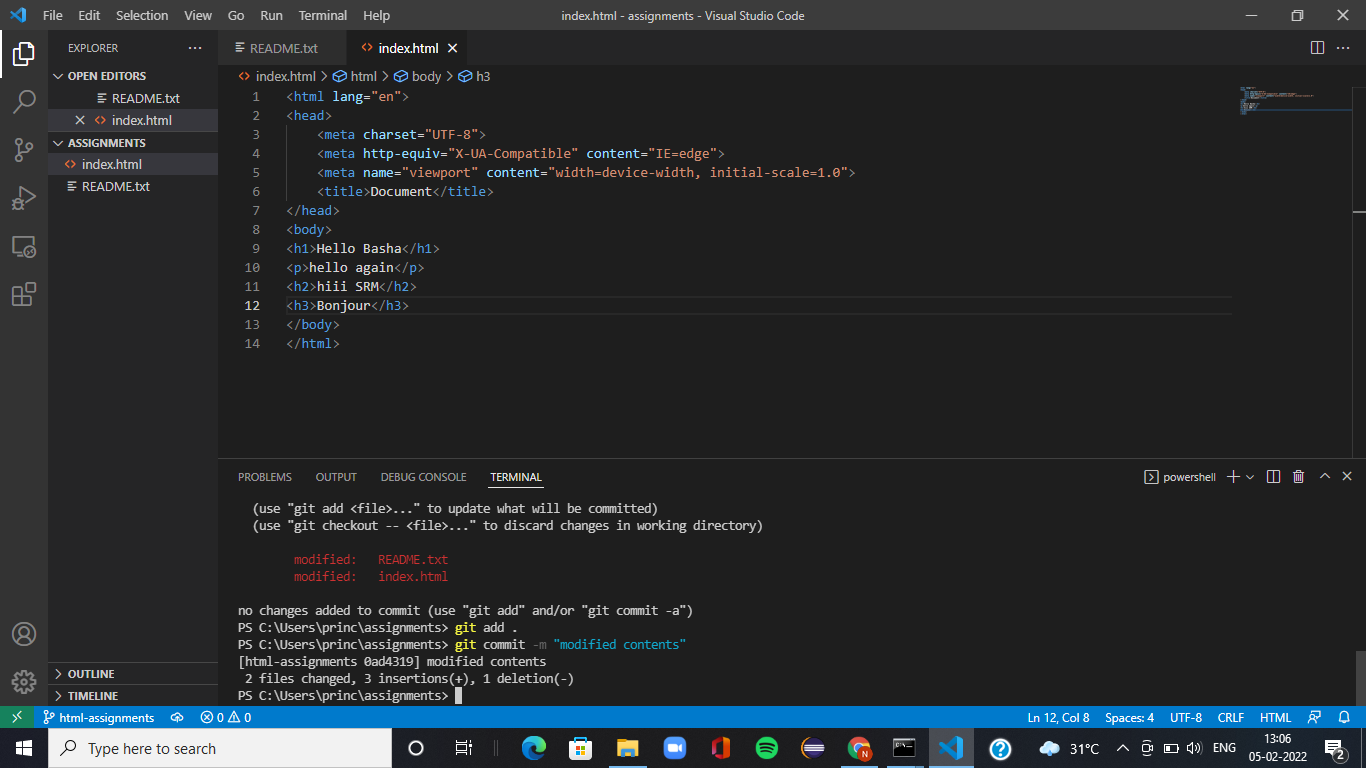 File Edit Selection View Go Run Terminal Help
index.html - assignments - Visual Studio Code
EXPLORER
OPEN EDITORS
README.txt
index.html
ASSIGNMENTS
index.html
README.txt
OUTLINE
TIMELINE
README.txt
index.html
index.html > html > body > h3
1 <html lang="en">
2 <head>
3 <meta charset="UTF-8">
4 <meta http-equiv="X-UA-Compatible" content="IE=edge">
5 <meta name="viewport" content="width=device-width, initial-scale=1.0">
6 <title>Document</title>
7 </head>
8 <body>
9 <h1>Hello Basha</h1>
10 <p>hello again</p>
11 <h2>hiii SRM</h2>
12 <h3>Bonjour</h3>
13 </body>
14 </html>
PROBLEMS OUTPUT DEBUG CONSOLE TERMINAL
powershell
(use "git add <file>..." to update what will be committed)
(use "git checkout -- <file>..." to discard changes in working directory)
modified: README.txt
modified: index.html
no changes added to commit (use "git add" and/or "git commit -a")
PS C:\Users\princ\assignments> git add .
PS C:\Users\princ\assignments> git commit -m "modified contents"
[html-assignments 0ad4319] modified contents
2 files changed, 3 insertions(+), 1 deletion(-)
PS C:\Users\princ\assignments>
html-assignments 0 0
Ln 12, Col 8 Spaces: 4 UTF-8 CRLF HTML
Type here to search
N
31°C
ENG
13:06
05-02-2022
2